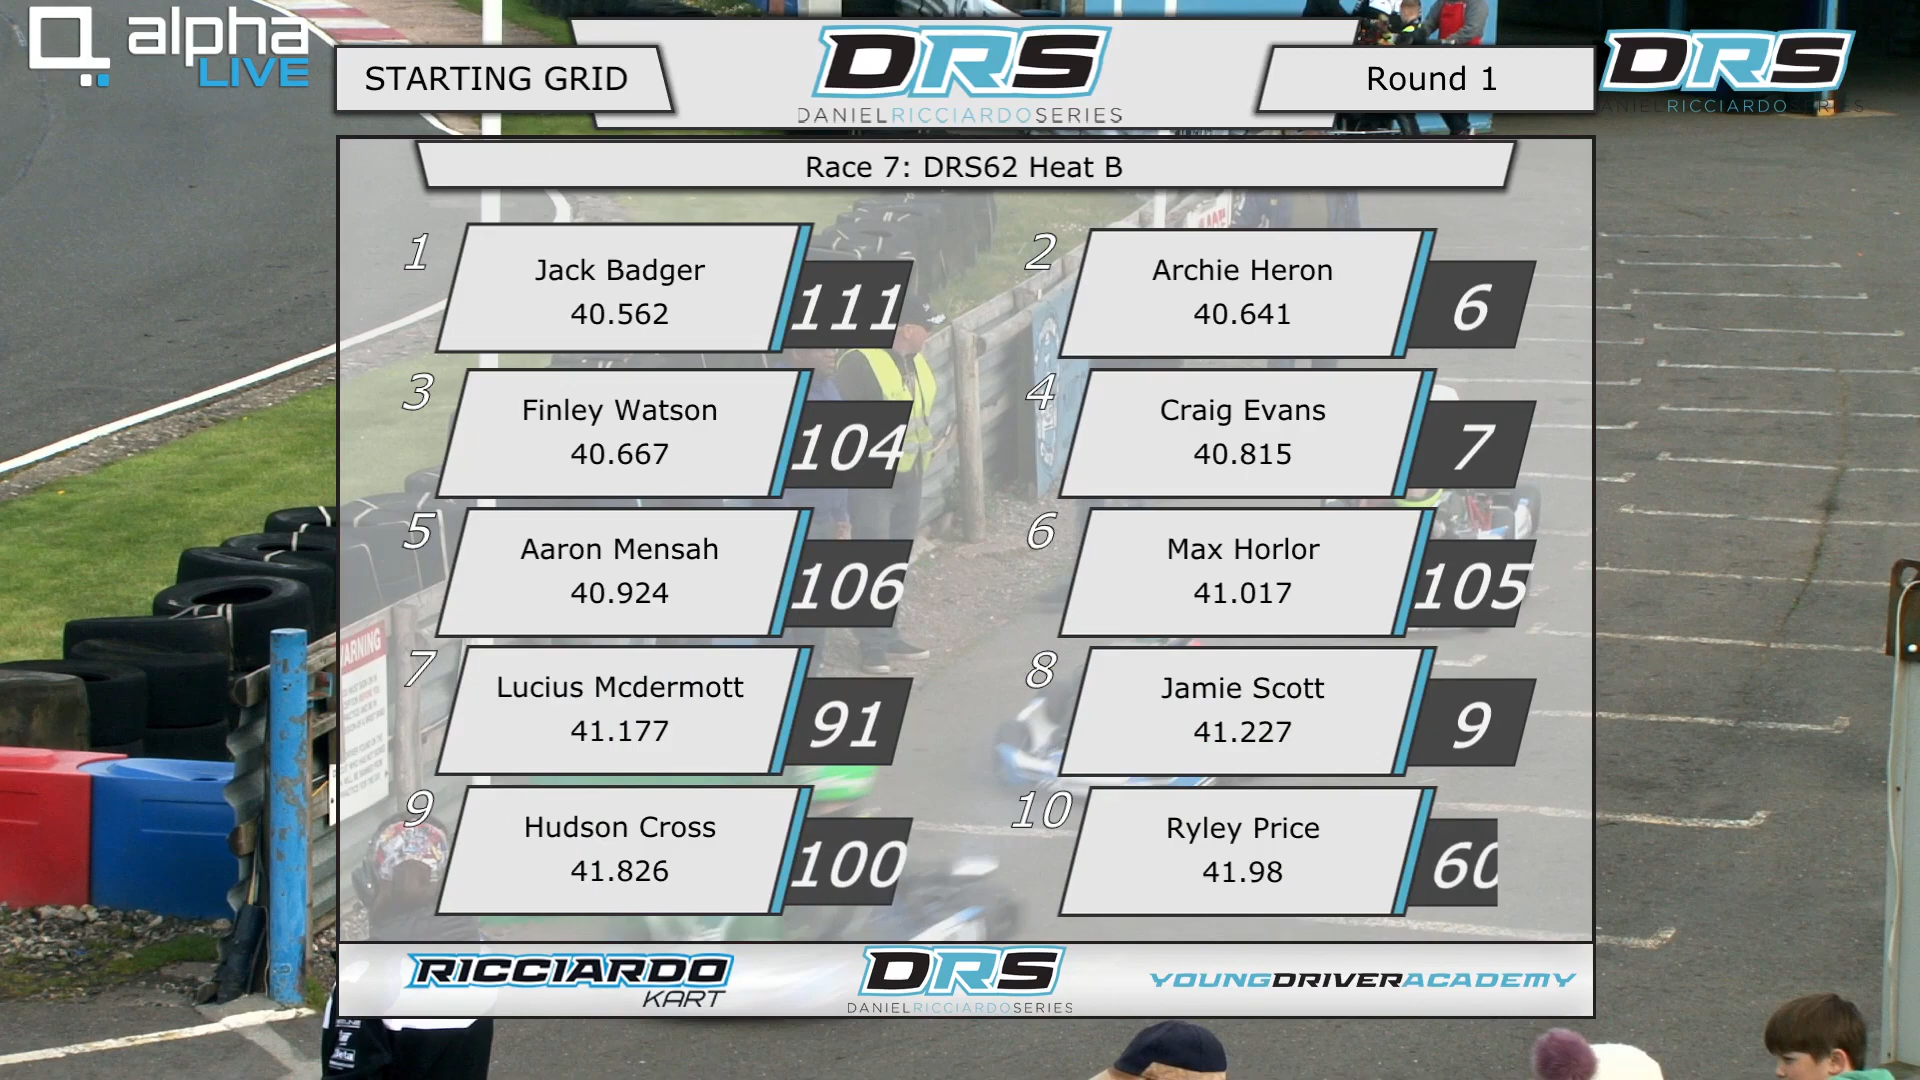 alpha
LIVE
STARTING GRID
DRS
DANIELRICCIARDOSERIES
Round 1
DRS
DANIELRICCIARDOSERIES
Race 7: DRS62 Heat B
1
Jack Badger
40.562
111
2
Archie Heron
40.641
6
3
Finley Watson
40.667
104
4
Craig Evans
40.815
7
5
Aaron Mensah
40.924
106
6
Max Horlor
41.017
105
7
Lucius Mcdermott
41.177
91
8
Jamie Scott
41.227
9
9
Hudson Cross
41.826
100
10
Ryley Price
41.98
60
ARNING
RICCIARDO
KART
DRS
DANIELRICCIARDOSERIES
YOUNGDRIVERACADEMY